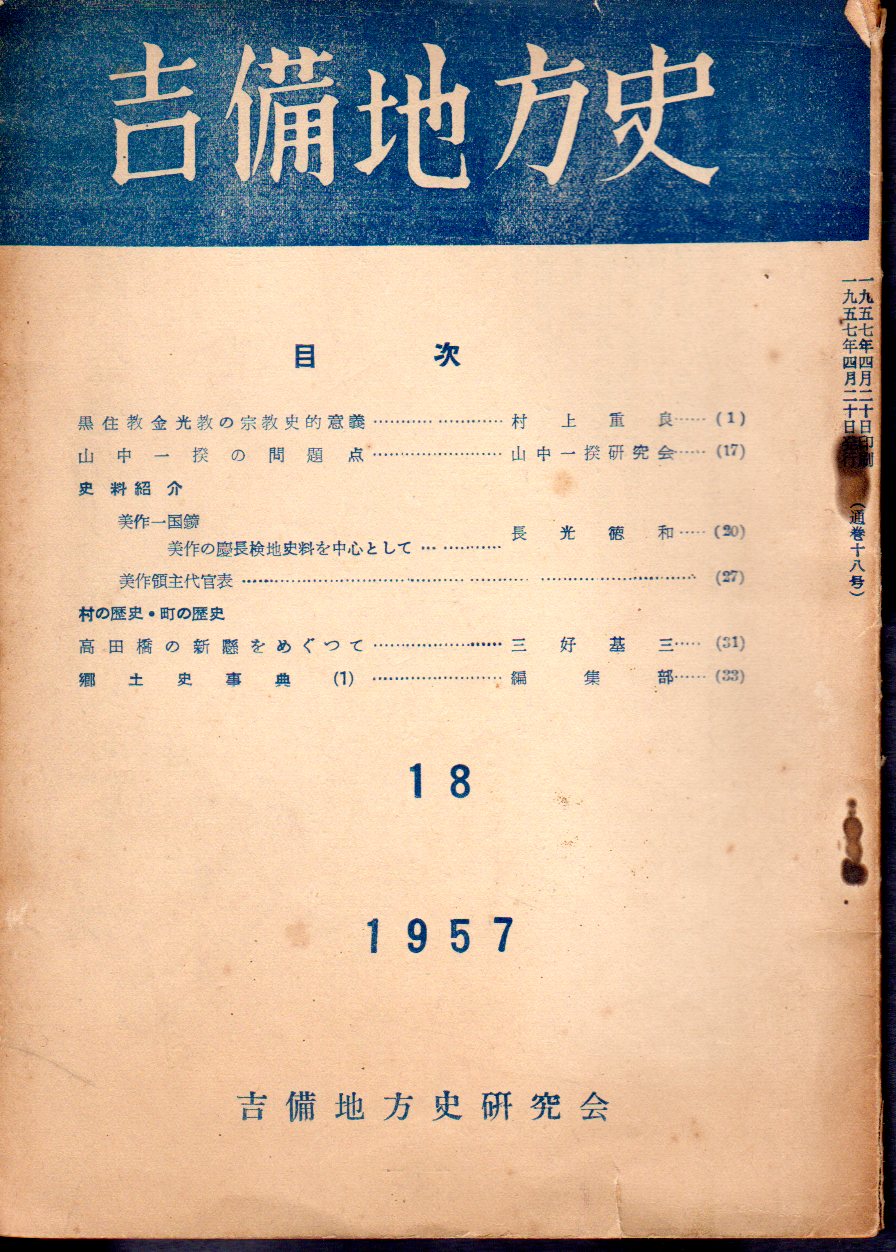 吉備地方史
目 次
黒住教金光教の宗教史的意義 ………… ………… 村上重良 …… (1)
山中一揆の問題点 …………………… 山中一揆研究会 …… (17)
史料紹介
美作一国鏡
美作の慶長検地史料を中心として … ………… 長光徳和 …… (20)
美作領主代官表 …………………………………………… …………………………… (27)
村の歴史・町の歴史
高田橋の新懸をめぐつて …………………… 三好基三 …… (31)
郷土史事典 (1) …………………… 編集部 …… (33)
18
1957
吉備地方史研究会
一九五七年四月二十日印刷
一九五七年四月二十日発行
(通巻十八号)